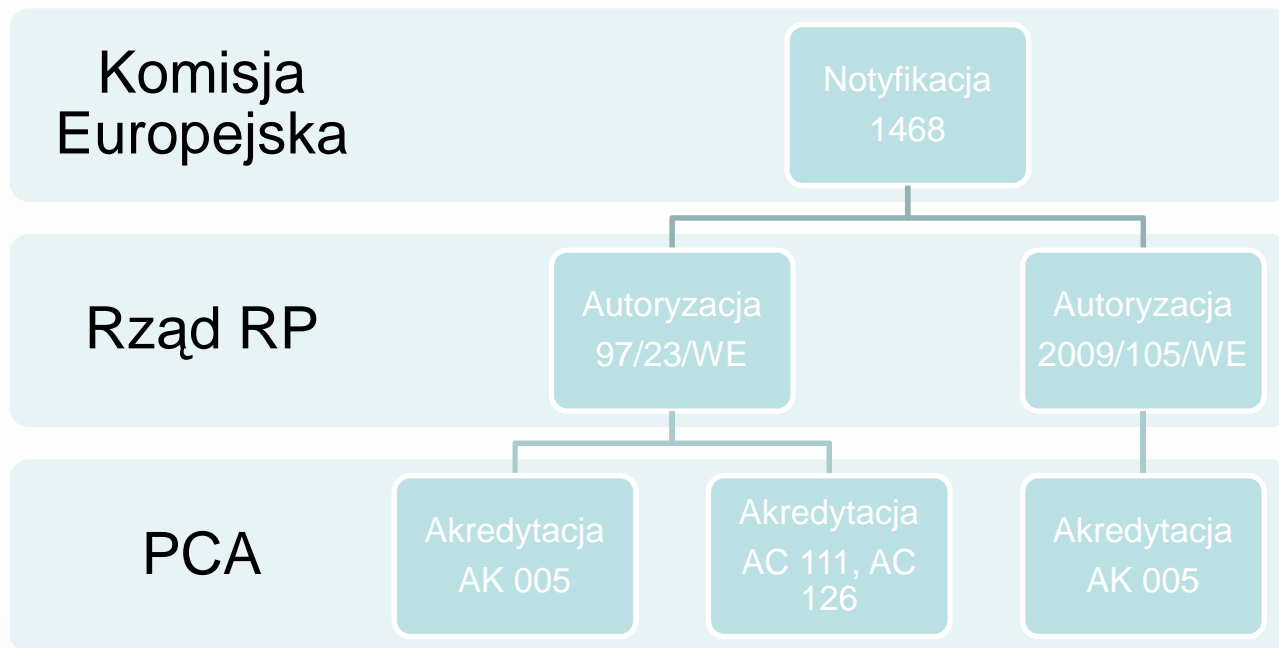 Komisja
Europejska
Notyfikacja
1468
Rząd RP
Autoryzacja
97/23/WE
Autoryzacja
2009/105/WE
PCA
Akredytacja
AK 005
Akredytacja
AC 111, AC
126
Akredytacja
AK 005